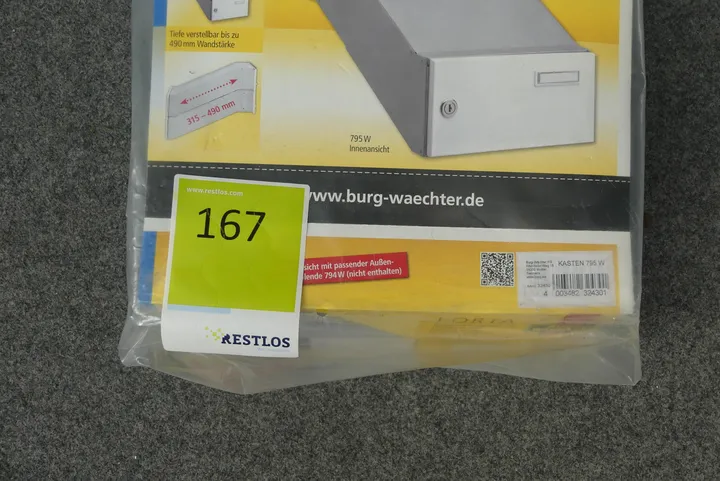 Tiefe verstellbar bis zu
490 mm Wandstärke
315 – 490 mm
795 W
Innenansicht
www.burg-waechter.de
www.restlos.com
167
sicht mit passender Außen-
lende 794 W (nicht enthalten)
KASTEN 795 W
4 003482 334301
RESTLOS